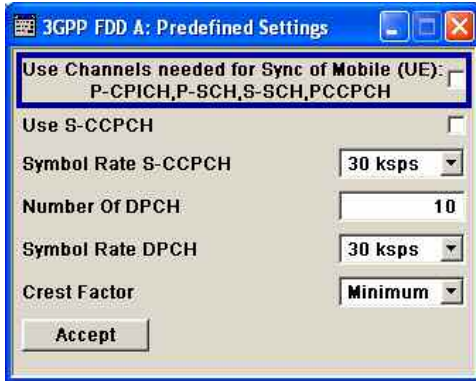 3GPP FDD A: Predefined Settings
Use Channels needed for Sync of Mobile (UE):
P-CPICH,P-SCH,S-SCH,PCCPCH
Use S-CCPCH
Symbol Rate S-CCPCH 30 ksps
Number Of DPCH 10
Symbol Rate DPCH 30 ksps
Crest Factor Minimum
Accept